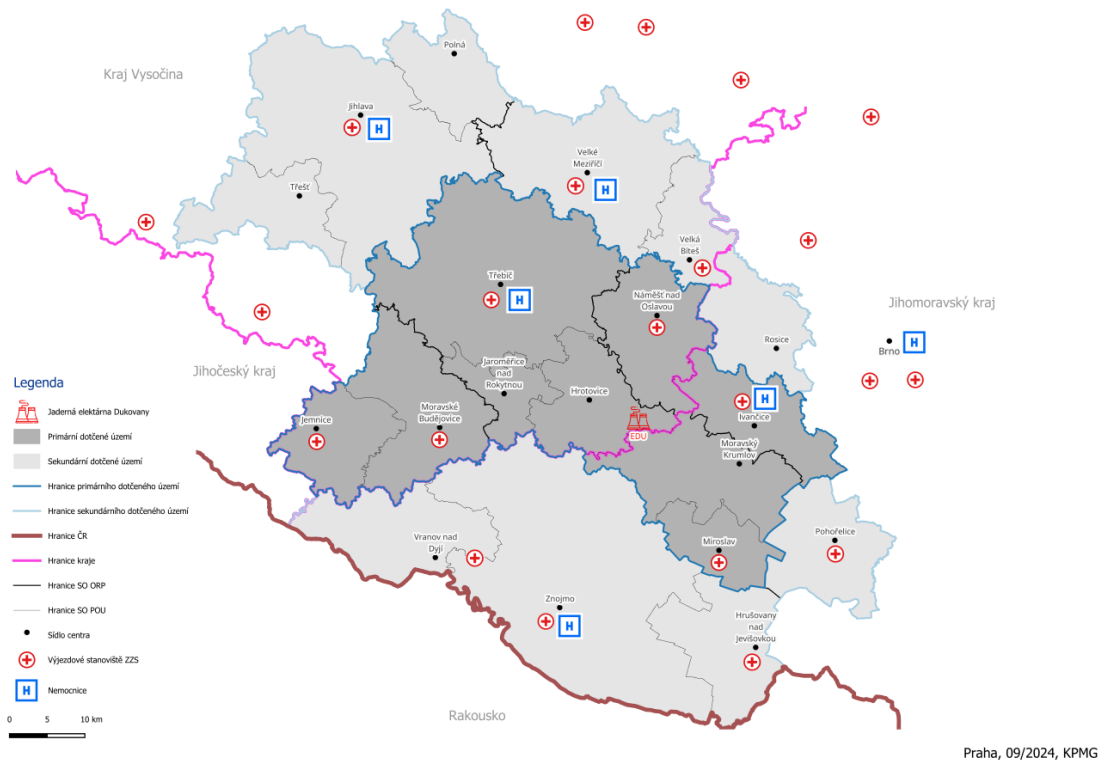 Polná
Kraj Vysočina
Jihlava
H
Velké
Meziříčí
H
Třešť
Velká
Bíteš
Třebíč
H
Náměšť nad
Oslavou
Jihomoravský kraj
Rosice
Brno
H
Jihočeský kraj
Jaroměřice
nad
Rokytnou
Hrotovice
H
Ivančice
Jemnice
Moravské
Budějovice
EDU
Moravský
Krumlov
Vranov nad
Dyjí
Miroslav
Pohořelice
Znojmo
H
Hrušovany
nad
Jevišovkou
Rakousko
Legenda
Jaderná elektárna Dukovany
Primární dotčené území
Sekundární dotčené území
Hranice primárního dotčeného území
Hranice sekundárního dotčeného území
Hranice ČR
Hranice kraje
Hranice SO ORP
Hranice SO POU
Sídlo centra
Výjezdové stanoviště ZZS
H
Nemocnice
0 5 10 km
Praha, 09/2024, KPMG